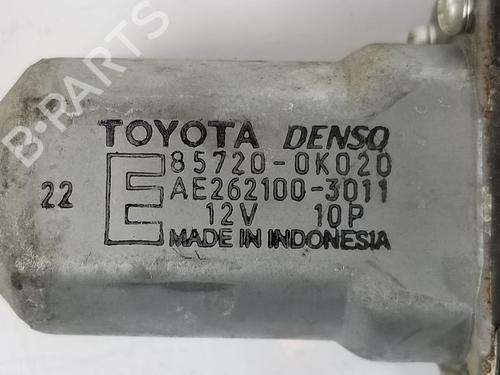 B-PARTS
TOYOTA DENSO
85720-0K020
AE262100-3011
22 E 12V 10P
MADE IN INDONESIA